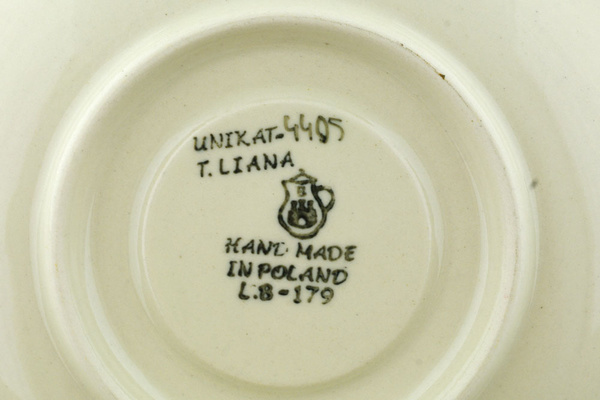 UNIKAT-4405
T. LIANA
B
HAND MADE
IN POLAND
L.B-179